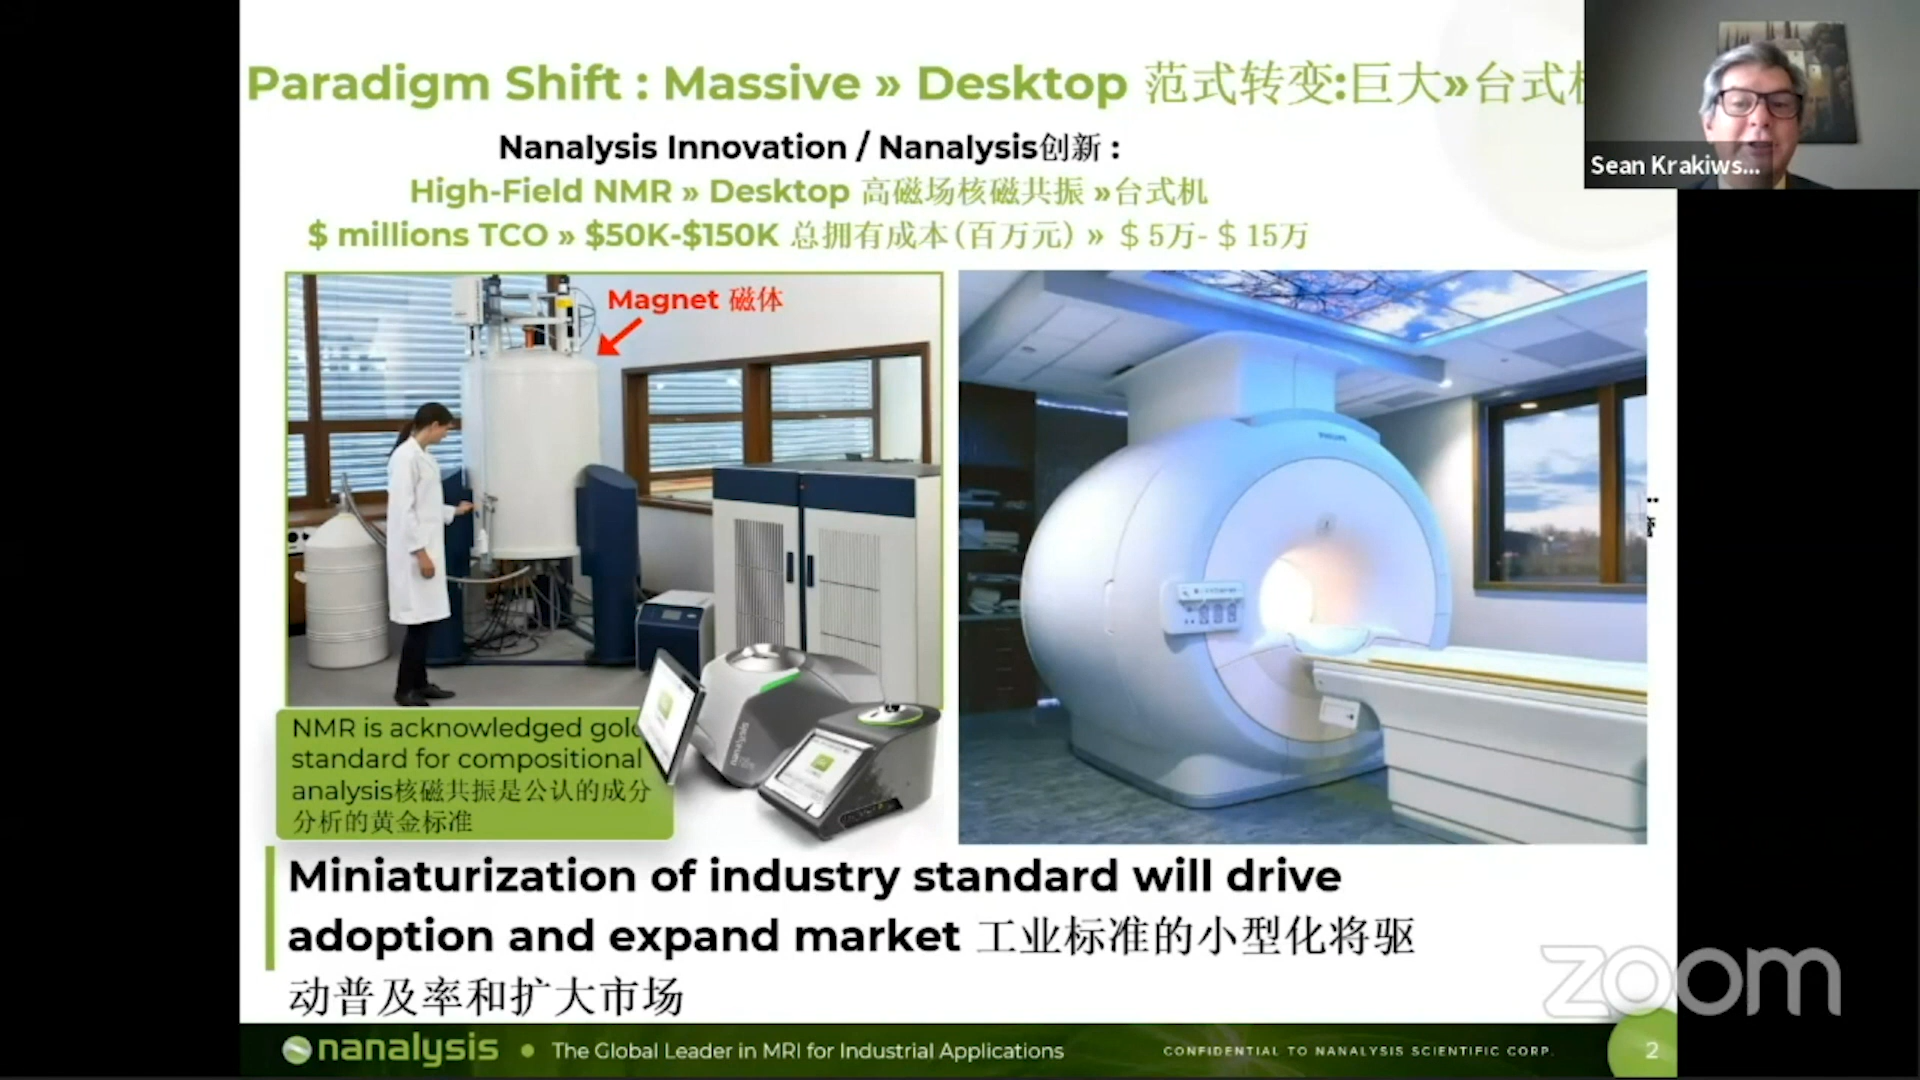 Paradigm Shift : Massive » Desktop 范式转变:巨大»台式
Sean Krakiws...
Nanalysis Innovation / Nanalysis创新 :
High-Field NMR » Desktop 高磁场核磁共振 »台式机
$ millions TCO » $50K-$150K 总拥有成本(百万元) » $ 5万- $ 15万
Magnet 磁体
PHILIPS
NMR is acknowledged gold
standard for compositional
analysis核磁共振是公认的成分
分析的黄金标准
nanalysis
Miniaturization of industry standard will drive
adoption and expand market 工业标准的小型化将驱
动普及率和扩大市场
zoom
nanalysis • The Global Leader in MRI for Industrial Applications
CONFIDENTIAL TO NANALYSIS SCIENTIFIC CORP.
2